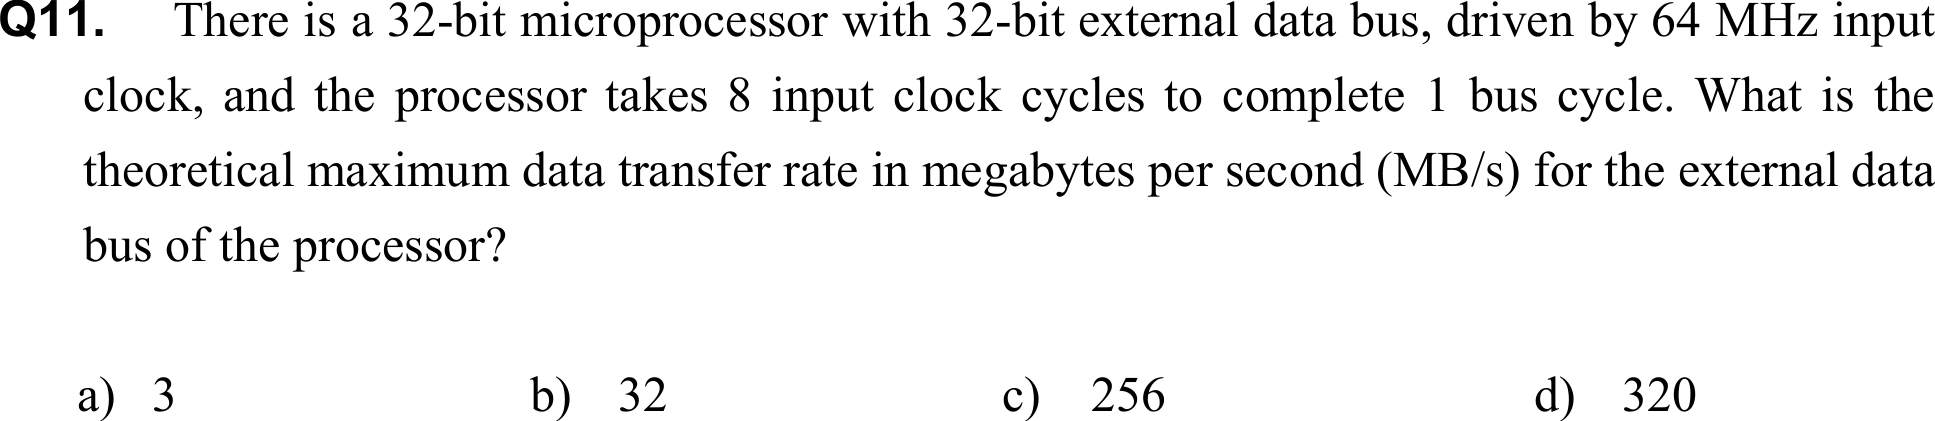 Q11. There is a 32-bit microprocessor with 32-bit external data bus, driven by 64 MHz input
clock, and the processor takes 8 input clock cycles to complete 1 bus cycle. What is the
theoretical maximum data transfer rate in megabytes per second (MB/s) for the external data
bus of the processor?
a) 3 b) 32 c) 256 d) 320